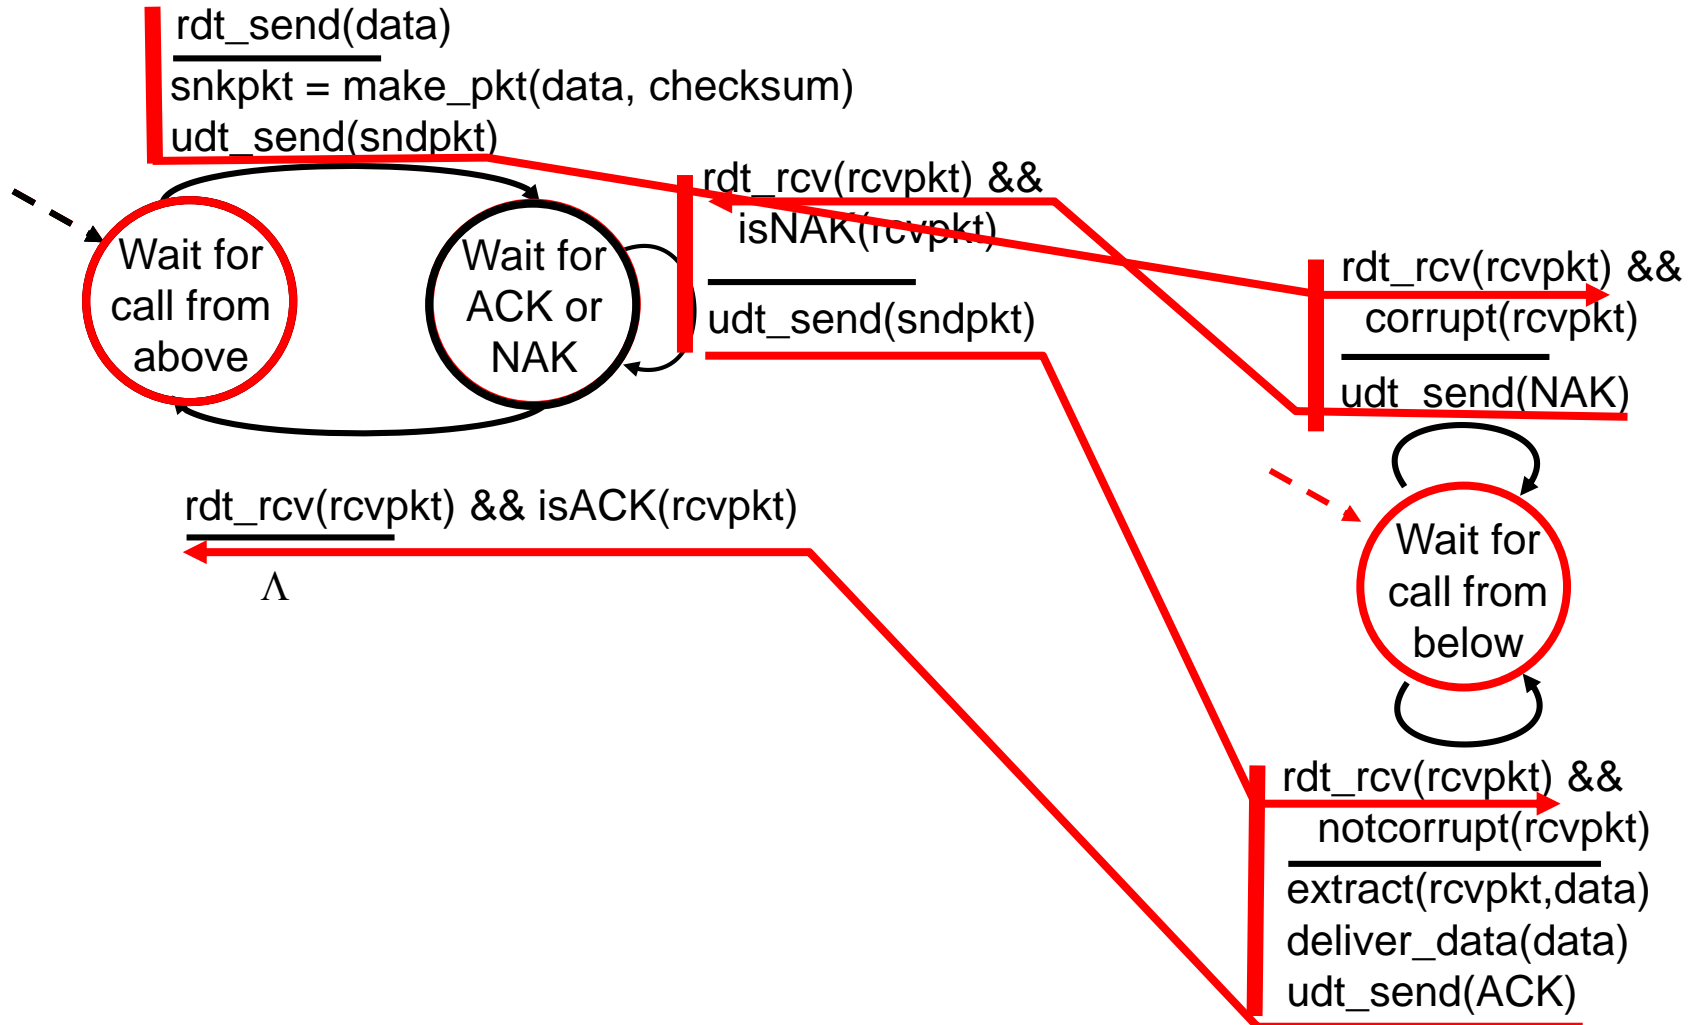 rdt_send(data)
snkpkt = make_pkt(data, checksum)
udt_send(sndpkt)
Wait for
call from
above
Wait for
ACK or
NAK
rdt_rcv(rcvpkt) &&
isNAK(rcvpkt)
udt_send(sndpkt)
rdt_rcv(rcvpkt) && isACK(rcvpkt)
Λ
rdt_rcv(rcvpkt) &&
corrupt(rcvpkt)
udt_send(NAK)
Wait for
call from
below
rdt_rcv(rcvpkt) &&
notcorrupt(rcvpkt)
extract(rcvpkt,data)
deliver_data(data)
udt_send(ACK)